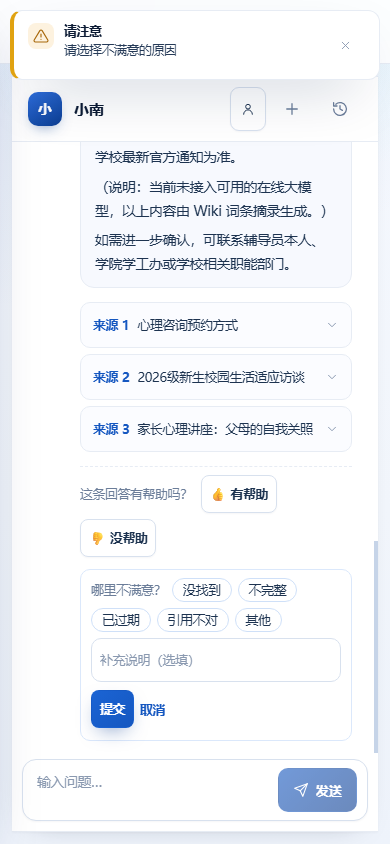 请注意
请选择不满意的原因
小 小南
学校最新官方通知为准。
（说明：当前未接入可用的在线大模
型，以上内容由 Wiki 词条摘录生成。）
如需进一步确认，可联系辅导员本人、
学院学工办或学校相关职能部门。
来源 1 心理咨询预约方式
来源 2 2026级新生校园生活适应访谈
来源 3 家长心理讲座：父母的自我关照
这条回答有帮助吗？ 👍 有帮助
👎 没帮助
哪里不满意？ 没找到 不完整
已过期 引用不对 其他
补充说明（选填）
提交 取消
输入问题...
发送